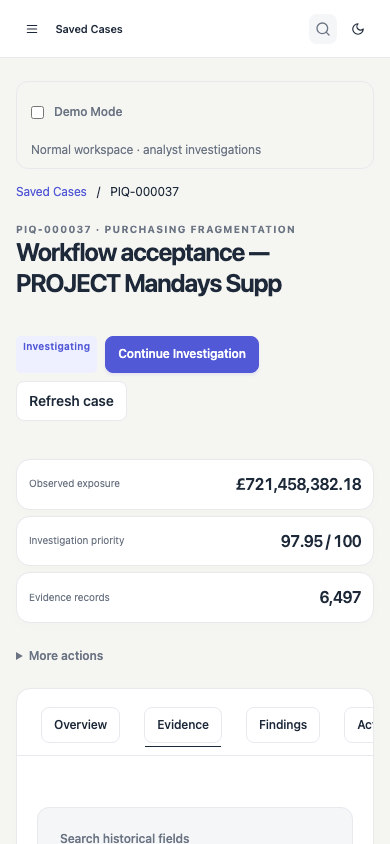 Saved Cases
Demo Mode
Normal workspace · analyst investigations
Saved Cases / PIQ-000037
PIQ-000037 · PURCHASING FRAGMENTATION
Workflow acceptance —
PROJECT Mandays Supp
Investigating
Continue Investigation
Refresh case
Observed exposure £721,458,382.18
Investigation priority 97.95 / 100
Evidence records 6,497
More actions
Overview Evidence Findings
Search historical fields